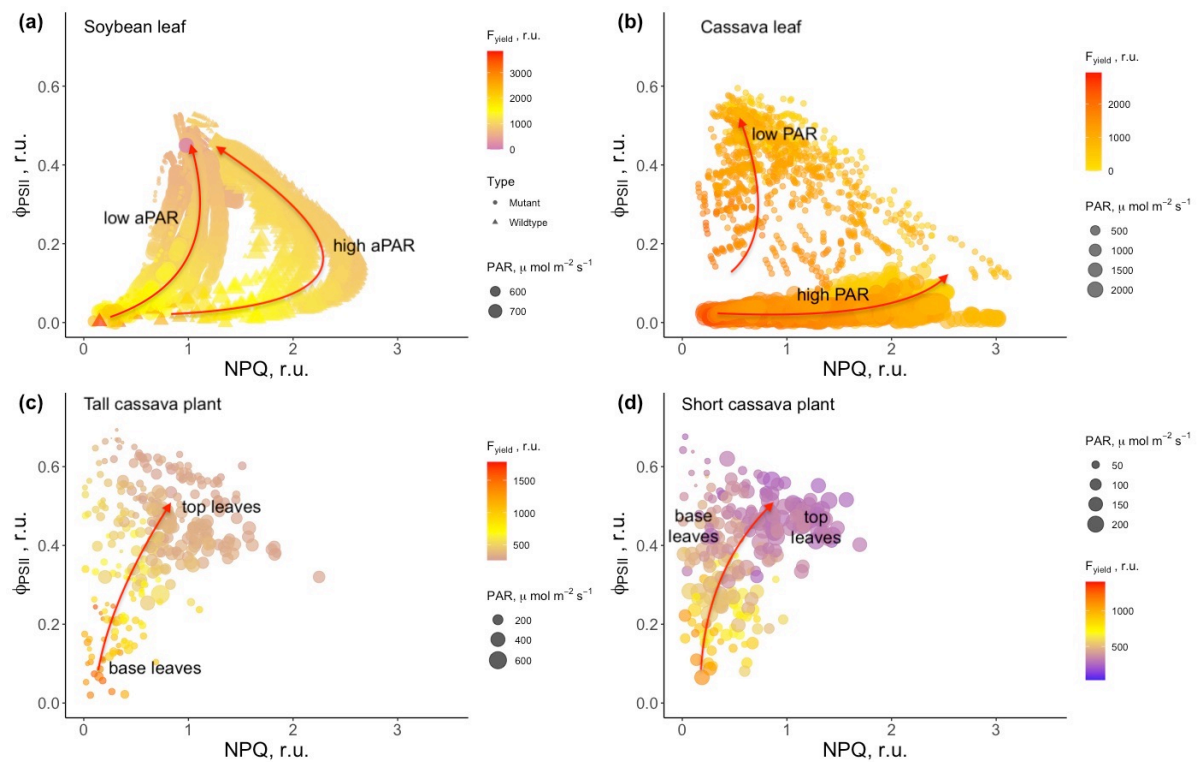 (a)
Soybean leaf
ϕPSII , r.u.
0.6
0.4
0.2
0.0
low aPAR
high aPAR
0 1 2 3
NPQ, r.u.
Fyield , r.u.
3000
2000
1000
0
Type
Mutant
Wildtype
PAR, μ mol m−2 s−1
600
700
(b)
Cassava leaf
ϕPSII , r.u.
0.6
0.4
0.2
0.0
low PAR
high PAR
0 1 2 3
NPQ, r.u.
Fyield , r.u.
2000
1000
0
PAR, μ mol m−2 s−1
500
1000
1500
2000
(c)
Tall cassava plant
ϕPSII , r.u.
0.6
0.4
0.2
0.0
top leaves
base leaves
0 1 2 3
NPQ, r.u.
Fyield , r.u.
1500
1000
500
PAR, μ mol m−2 s−1
200
400
600
(d)
Short cassava plant
ϕPSII , r.u.
0.6
0.4
0.2
0.0
base
leaves
top
leaves
0 1 2 3
NPQ, r.u.
PAR, μ mol m−2 s−1
50
100
150
200
Fyield , r.u.
1000
500